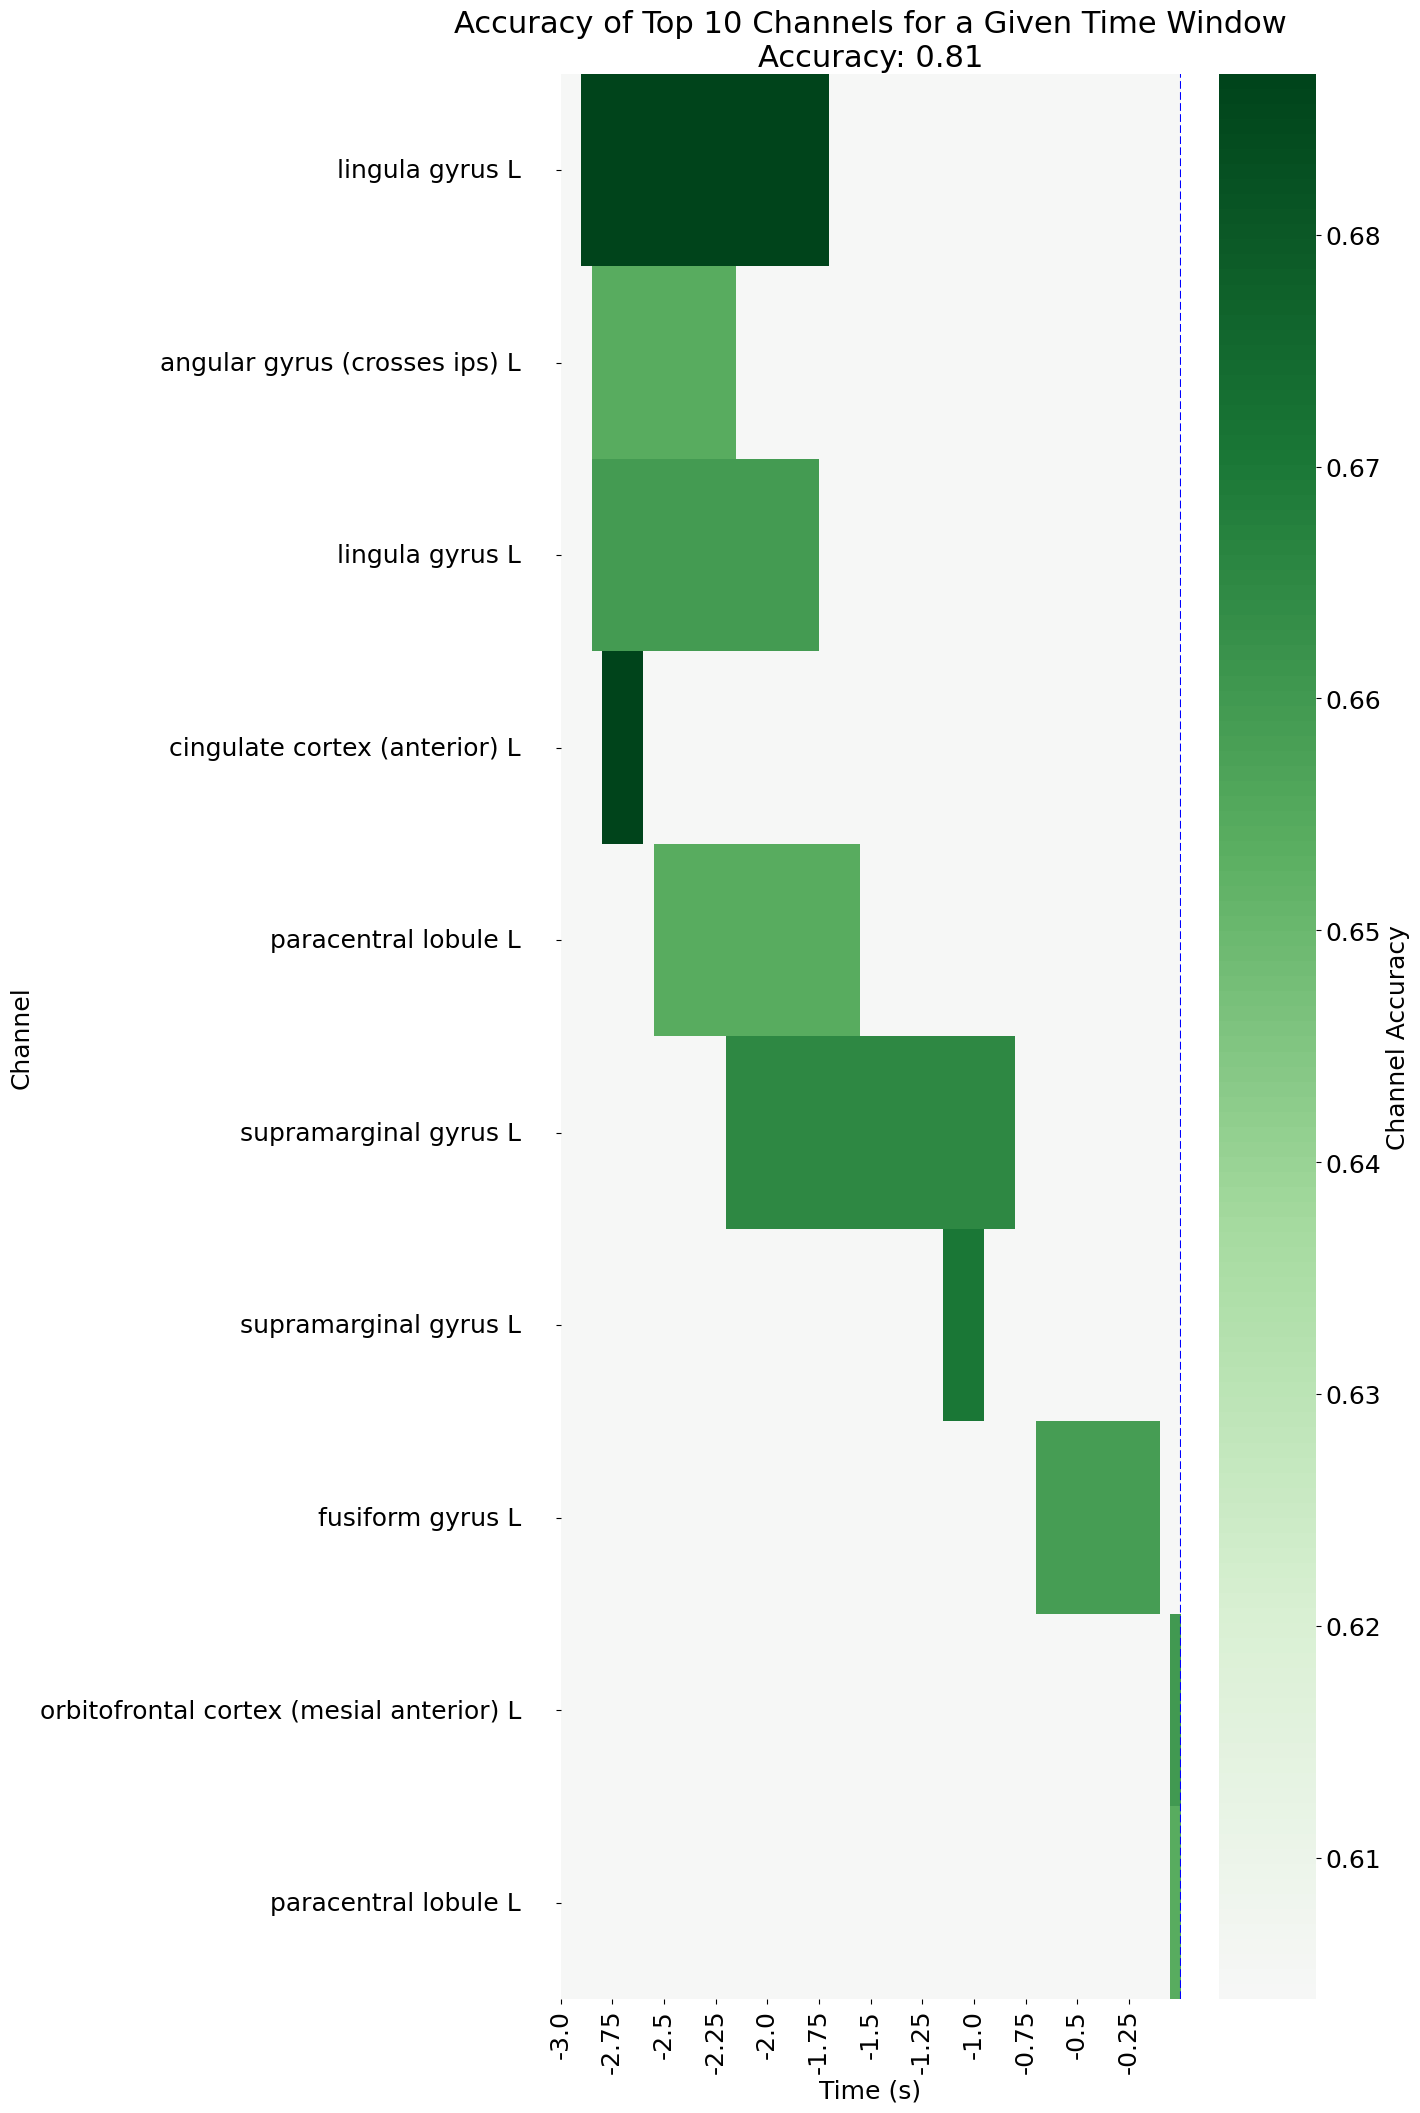 Accuracy of Top 10 Channels for a Given Time Window
Accuracy: 0.81
Channel
lingula gyrus L
angular gyrus (crosses ips) L
lingula gyrus L
cingulate cortex (anterior) L
paracentral lobule L
supramarginal gyrus L
supramarginal gyrus L
fusiform gyrus L
orbitofrontal cortex (mesial anterior) L
paracentral lobule L
-3.0
-2.75
-2.5
-2.25
-2.0
-1.75
-1.5
-1.25
-1.0
-0.75
-0.5
-0.25
Time (s)
0.68
0.67
0.66
0.65
0.64
0.63
0.62
0.61
Channel Accuracy